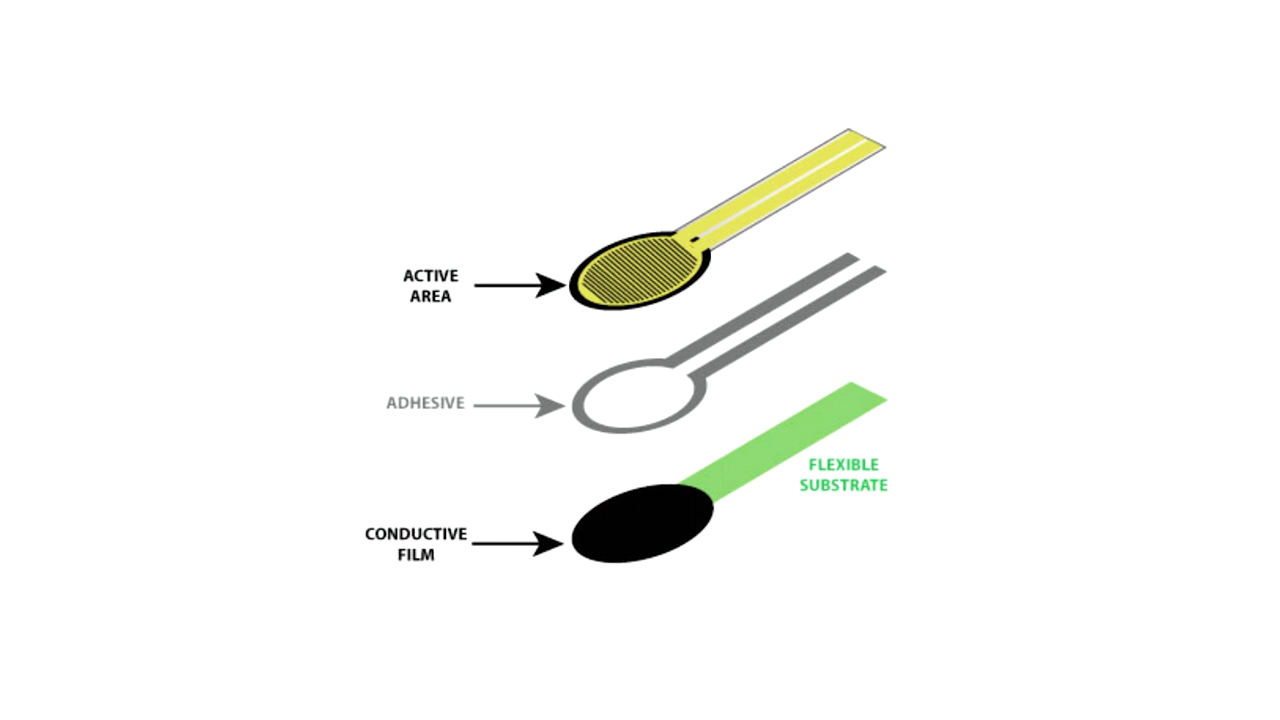 ACTIVE
AREA
ADHESIVE
FLEXIBLE
SUBSTRATE
CONDUCTIVE
FILM